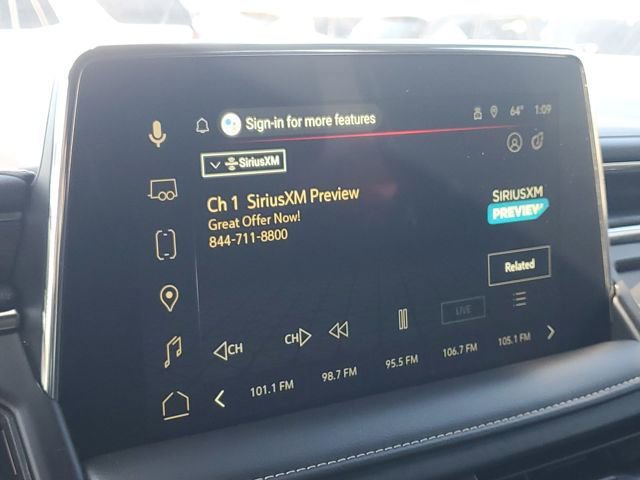 Sign-in for more features
64° 1:09
SiriusXM
Ch 1 SiriusXM Preview
Great Offer Now!
844-711-8800
SIRIUSXM
PREVIEW
Related
LIVE
CH
CH
101.1 FM
98.7 FM
95.5 FM
106.7 FM
105.1 FM